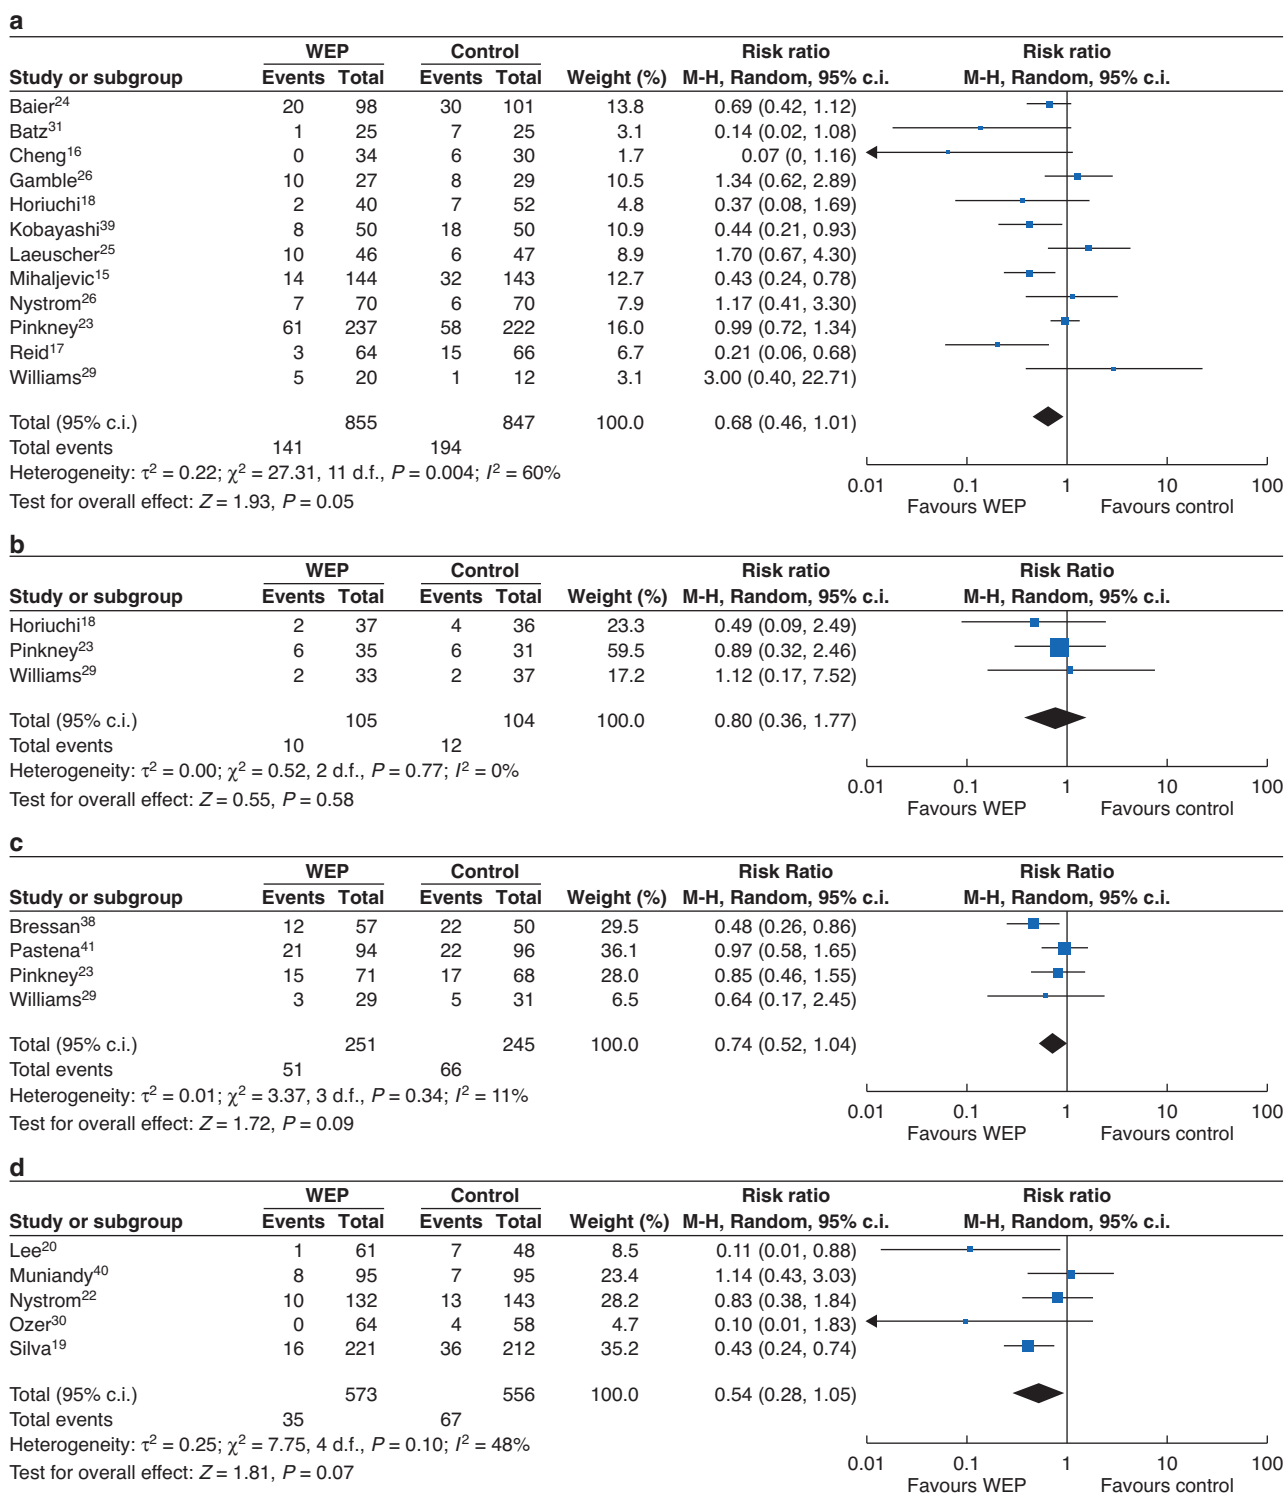 a
WEP Control Risk ratio Risk ratio
Study or subgroup Events Total Events Total Weight (%) M-H, Random, 95% c.i. M-H, Random, 95% c.i.
Baier24 20 98 30 101 13.8 0.69 (0.42, 1.12)
Batz31 1 25 7 25 3.1 0.14 (0.02, 1.08)
Cheng16 0 34 6 30 1.7 0.07 (0, 1.16)
Gamble26 10 27 8 29 10.5 1.34 (0.62, 2.89)
Horiuchi18 2 40 7 52 4.8 0.37 (0.08, 1.69)
Kobayashi39 8 50 18 50 10.9 0.44 (0.21, 0.93)
Laeuscher25 10 46 6 47 8.9 1.70 (0.67, 4.30)
Mihaljevic15 14 144 32 143 12.7 0.43 (0.24, 0.78)
Nystrom26 7 70 6 70 7.9 1.17 (0.41, 3.30)
Pinkney23 61 237 58 222 16.0 0.99 (0.72, 1.34)
Reid17 3 64 15 66 6.7 0.21 (0.06, 0.68)
Williams29 5 20 1 12 3.1 3.00 (0.40, 22.71)
Total (95% c.i.) 855 847 100.0 0.68 (0.46, 1.01)
Total events 141 194
Heterogeneity: τ2 = 0.22; χ2 = 27.31, 11 d.f., P = 0.004; I2 = 60%
Test for overall effect: Z = 1.93, P = 0.05
0.01 0.1 1 10 100
Favours WEP Favours control
b
WEP Control Risk ratio Risk Ratio
Study or subgroup Events Total Events Total Weight (%) M-H, Random, 95% c.i. M-H, Random, 95% c.i.
Horiuchi18 2 37 4 36 23.3 0.49 (0.09, 2.49)
Pinkney23 6 35 6 31 59.5 0.89 (0.32, 2.46)
Williams29 2 33 2 37 17.2 1.12 (0.17, 7.52)
Total (95% c.i.) 105 104 100.0 0.80 (0.36, 1.77)
Total events 10 12
Heterogeneity: τ2 = 0.00; χ2 = 0.52, 2 d.f., P = 0.77; I2 = 0%
Test for overall effect: Z = 0.55, P = 0.58
0.01 0.1 1 10 100
Favours WEP Favours control
c
WEP Control Risk Ratio Risk Ratio
Study or subgroup Events Total Events Total Weight (%) M-H, Random, 95% c.i. M-H, Random, 95% c.i.
Bressan38 12 57 22 50 29.5 0.48 (0.26, 0.86)
Pastena41 21 94 22 96 36.1 0.97 (0.58, 1.65)
Pinkney23 15 71 17 68 28.0 0.85 (0.46, 1.55)
Williams29 3 29 5 31 6.5 0.64 (0.17, 2.45)
Total (95% c.i.) 251 245 100.0 0.74 (0.52, 1.04)
Total events 51 66
Heterogeneity: τ2 = 0.01; χ2 = 3.37, 3 d.f., P = 0.34; I2 = 11%
Test for overall effect: Z = 1.72, P = 0.09
0.01 0.1 1 10 100
Favours WEP Favours control
d
WEP Control Risk ratio Risk ratio
Study or subgroup Events Total Events Total Weight (%) M-H, Random, 95% c.i. M-H, Random, 95% c.i.
Lee20 1 61 7 48 8.5 0.11 (0.01, 0.88)
Muniandy40 8 95 7 95 23.4 1.14 (0.43, 3.03)
Nystrom22 10 132 13 143 28.2 0.83 (0.38, 1.84)
Ozer30 0 64 4 58 4.7 0.10 (0.01, 1.83)
Silva19 16 221 36 212 35.2 0.43 (0.24, 0.74)
Total (95% c.i.) 573 556 100.0 0.54 (0.28, 1.05)
Total events 35 67
Heterogeneity: τ2 = 0.25; χ2 = 7.75, 4 d.f., P = 0.10; I2 = 48%
Test for overall effect: Z = 1.81, P = 0.07
0.01 0.1 1 10 100
Favours WEP Favours control